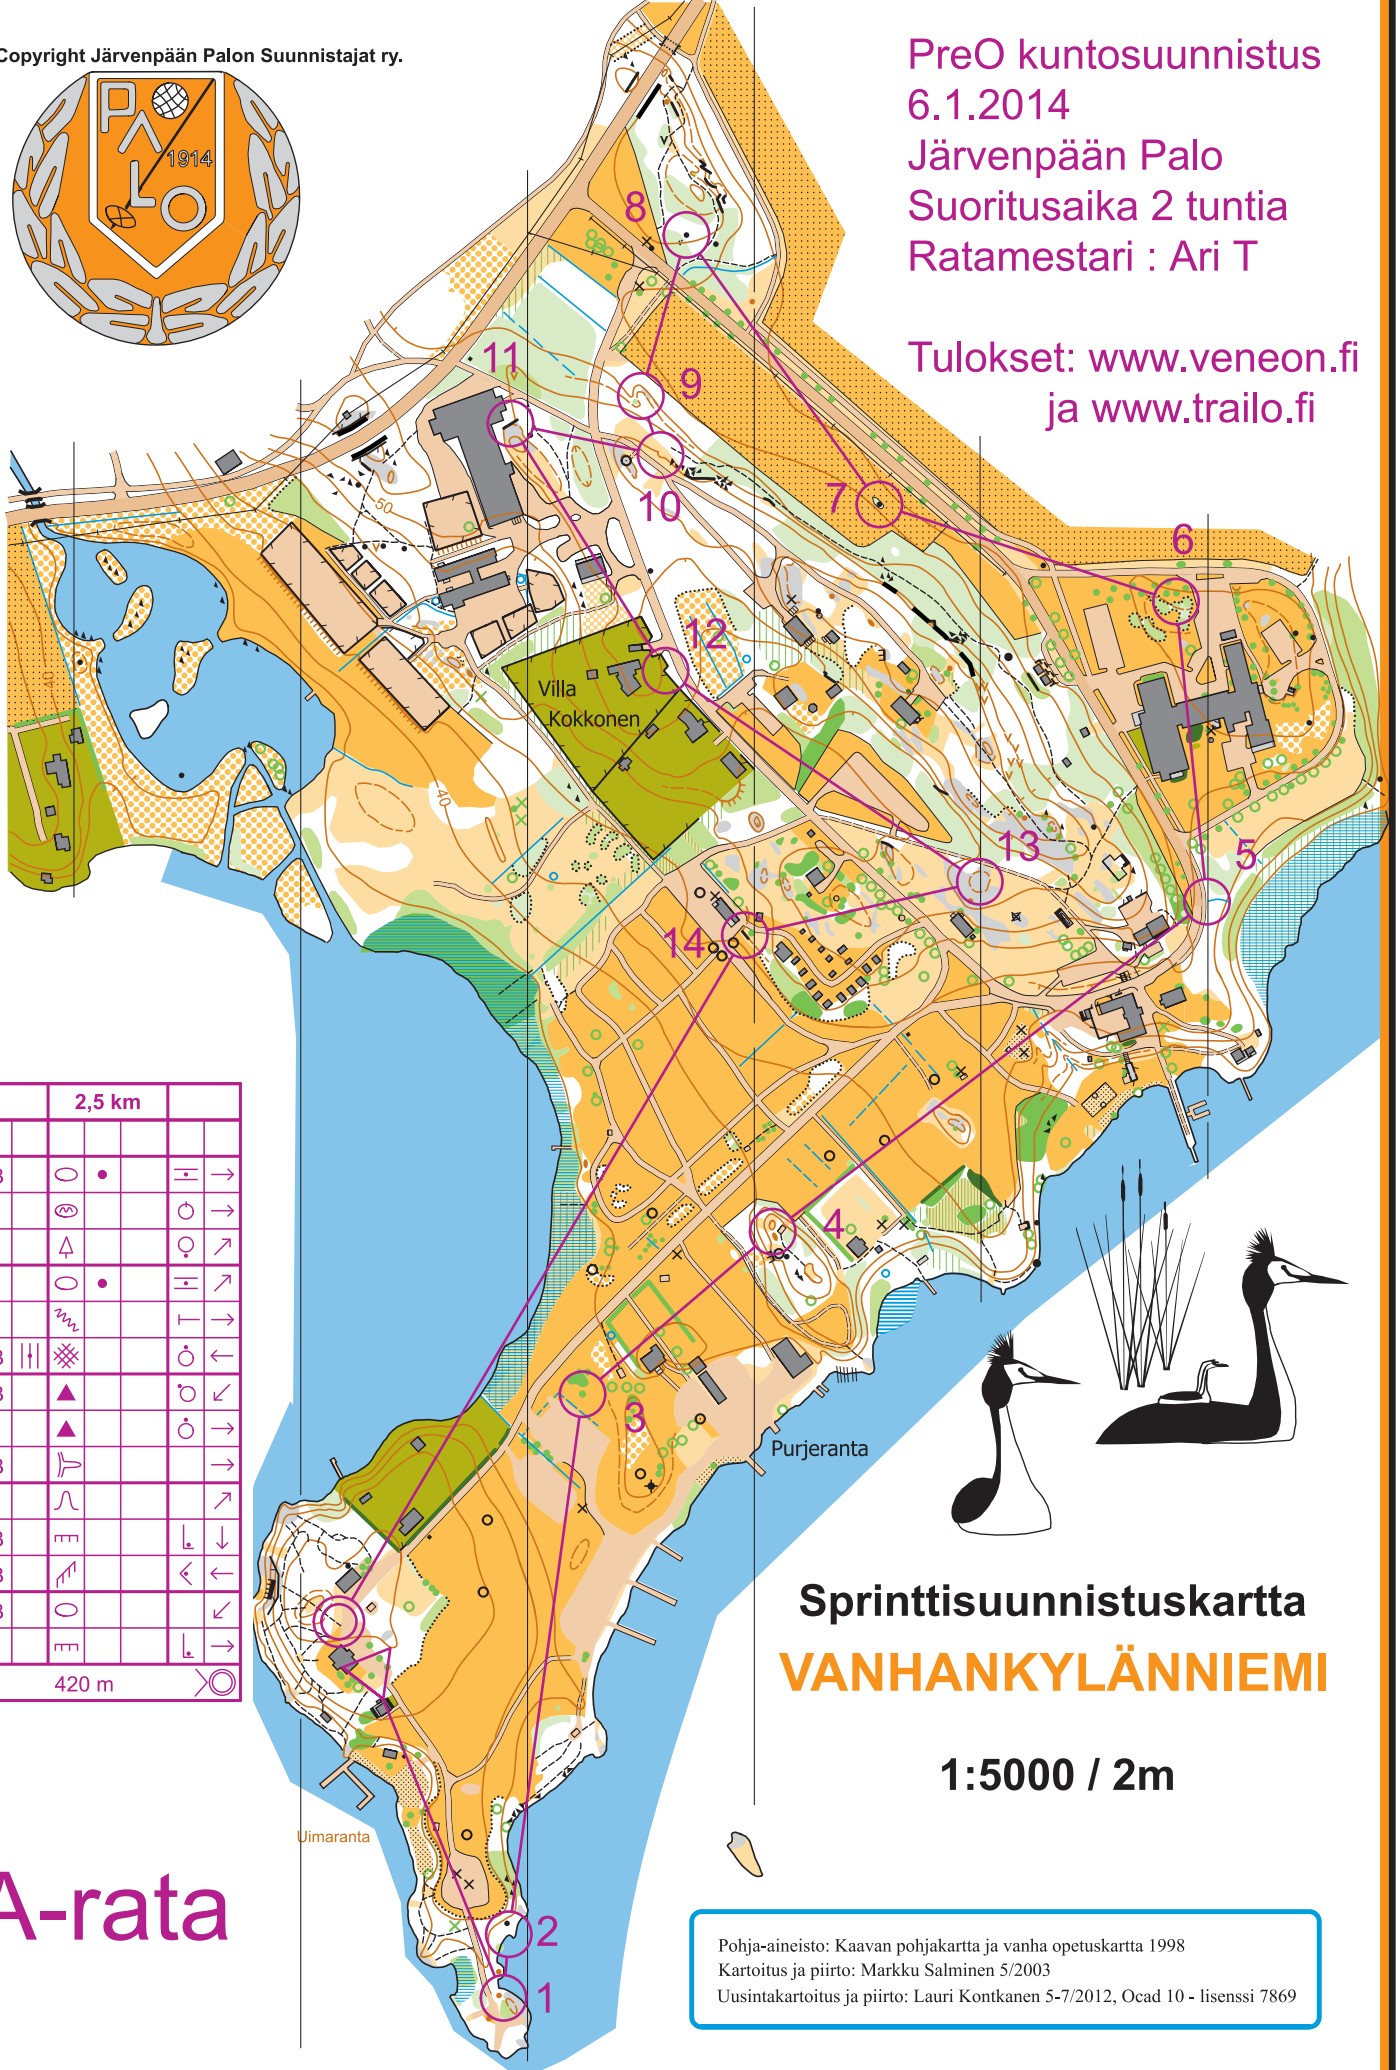 Copyright Järvenpään Palon Suunnistajat ry.
PALO
1914
PreO kuntosuunnistus
6.1.2014
Järvenpään Palo
Suoritusaika 2 tuntia
Ratamestari : Ari T
Tulokset: www.veneon.fi
ja www.trailo.fi
8
11
9
50
10
7
6
12
Villa
Kokkonen
40
40
13
5
14
2,5 km
4
3
Purjeranta
420 m
Sprinttisuunnistuskartta
VANHANKYLÄNNIEMI
1:5000 / 2m
Uimaranta
A-rata
2
1
Pohja-aineisto: Kaavan pohjakartta ja vanha opetuskartta 1998
Kartoitus ja piirto: Markku Salminen 5/2003
Uusintakartoitus ja piirto: Lauri Kontkanen 5-7/2012, Ocad 10 - lisenssi 7869